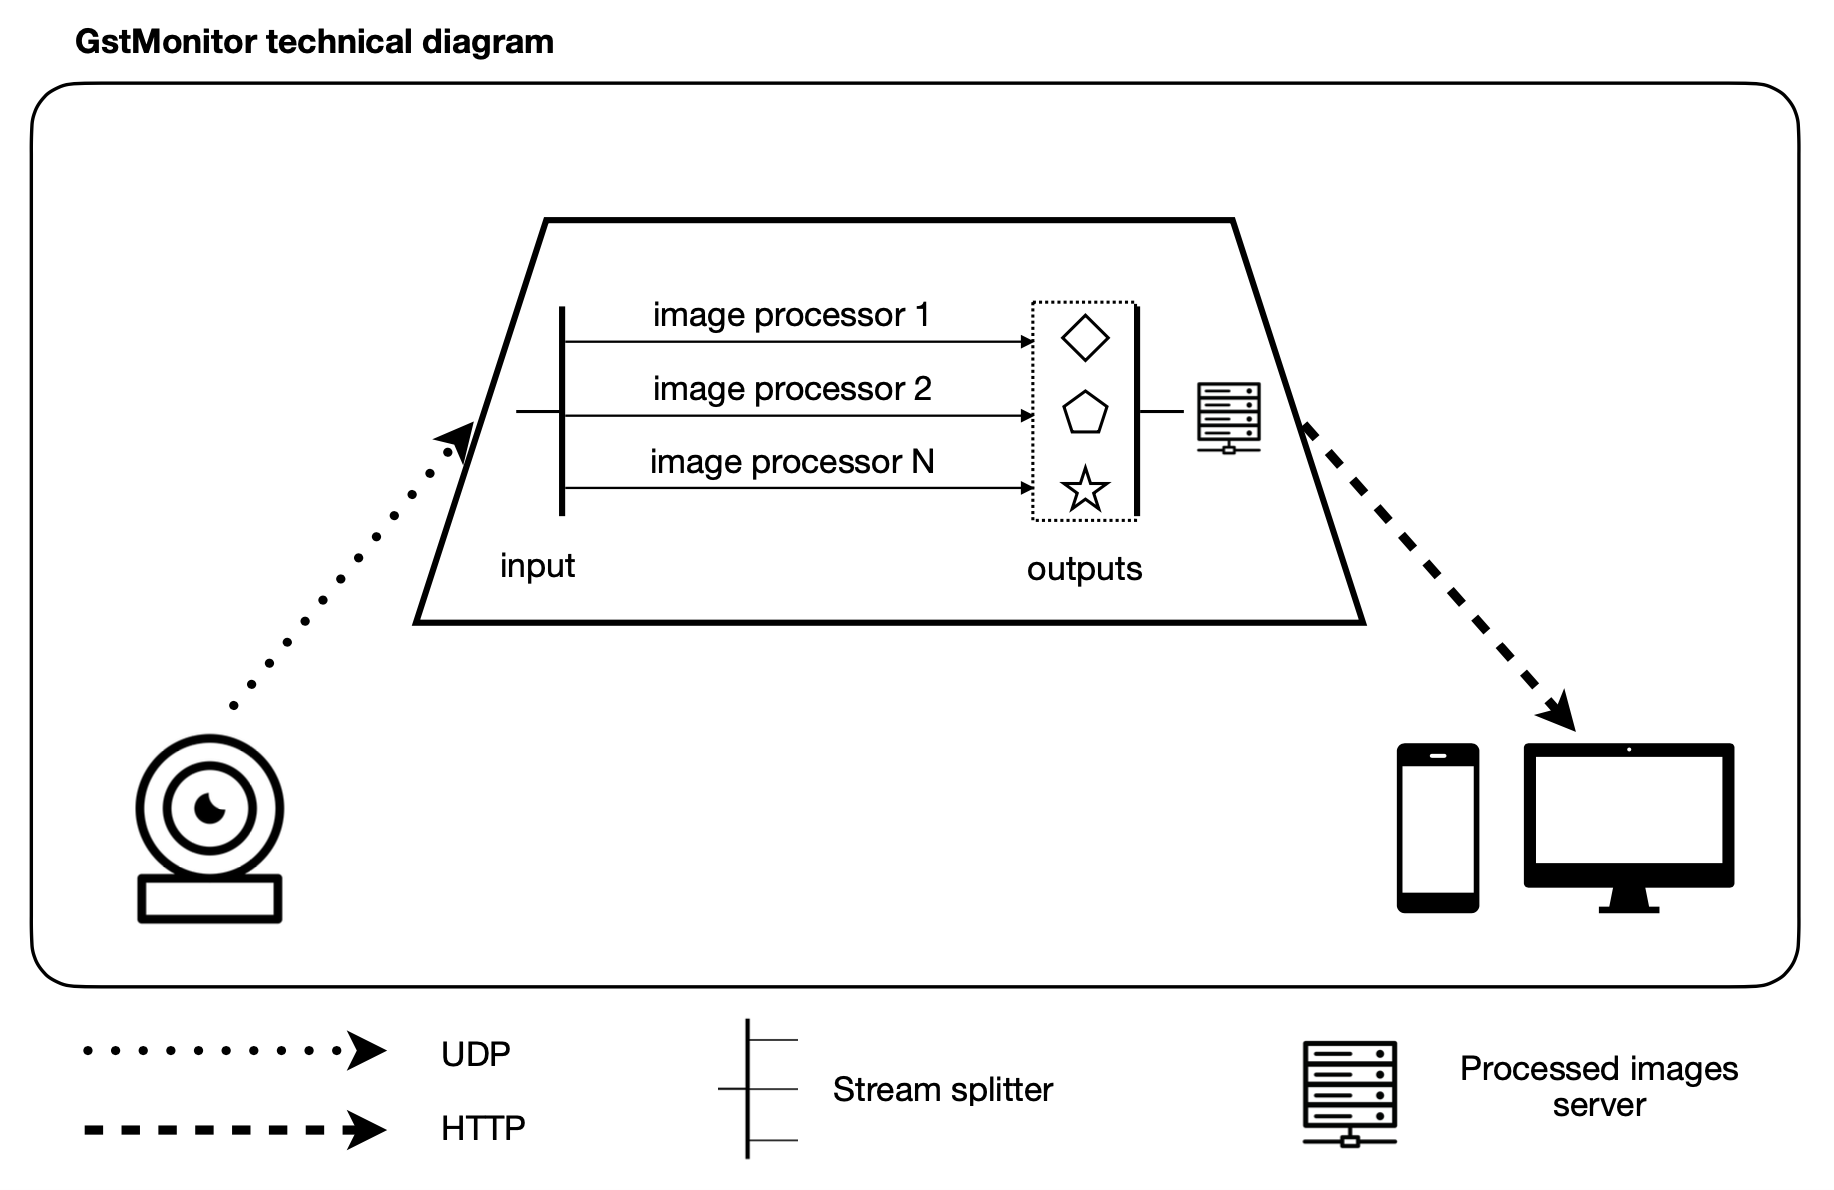 GstMonitor technical diagram
image processor 1
image processor 2
image processor N
input
outputs
UDP
HTTP
Stream splitter
Processed images
server